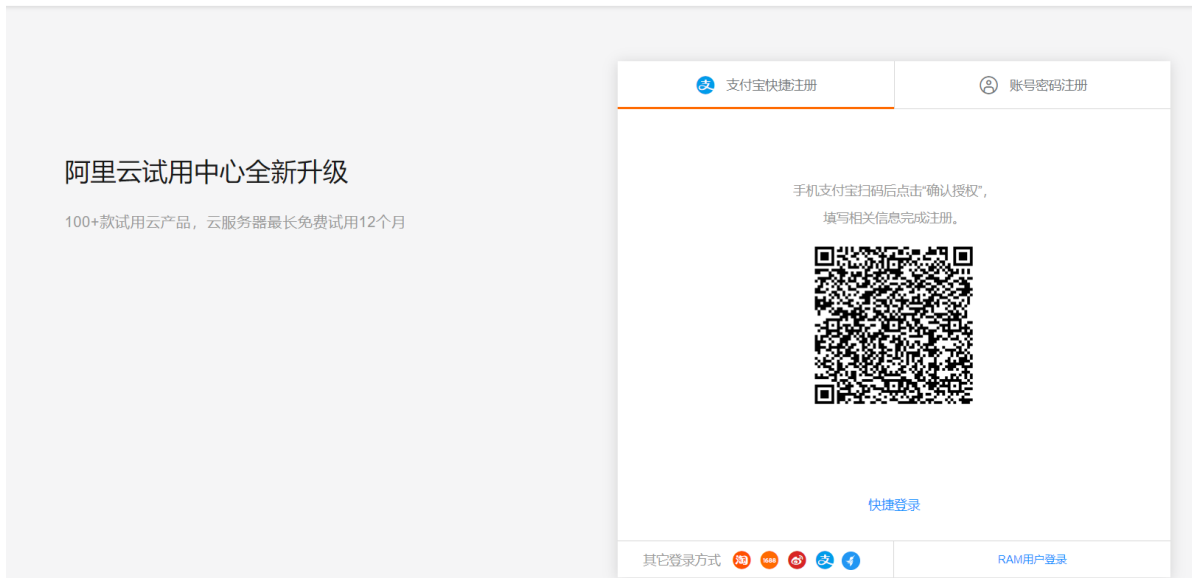 支付宝快捷注册
账号密码注册
阿里云试用中心全新升级
100+款试用云产品，云服务器最长免费试用12个月
手机支付宝扫码后点击“确认授权”，
填写相关信息完成注册。
快捷登录
其它登录方式 淘 1688 支
RAM用户登录